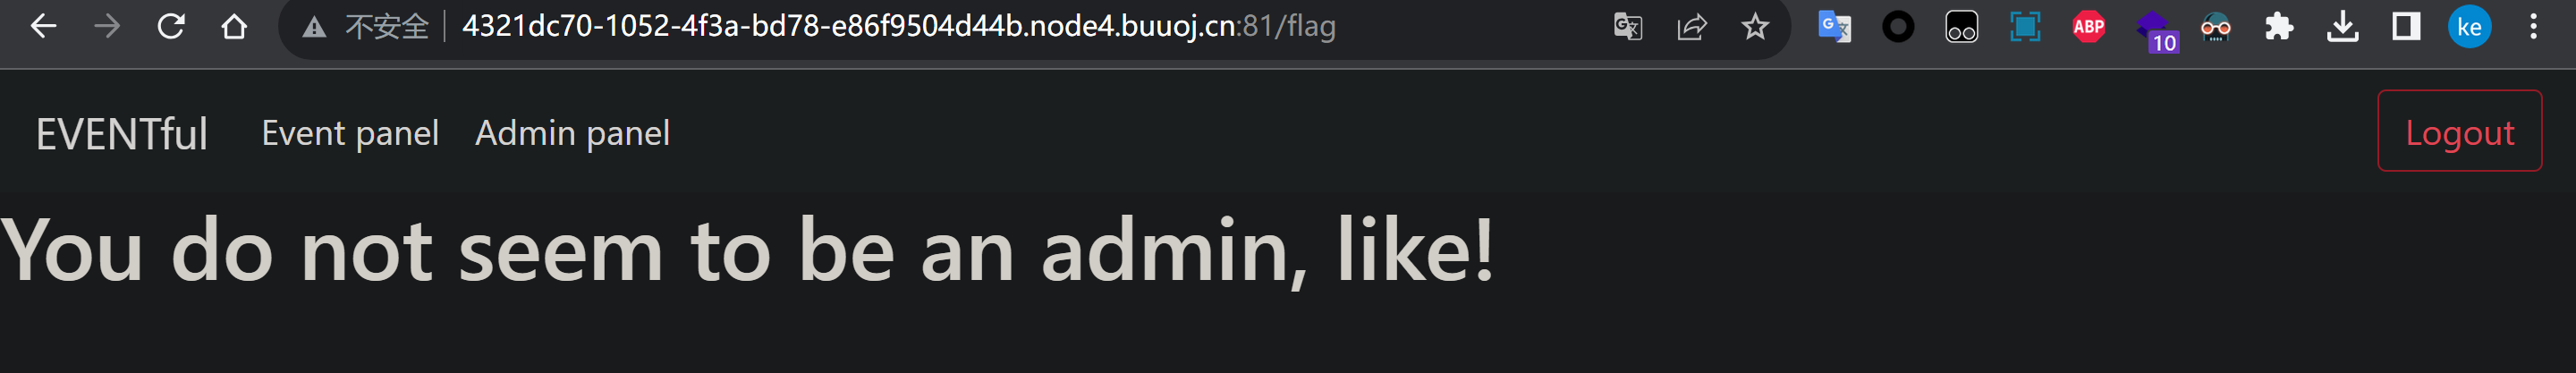 不安全 4321dc70-1052-4f3a-bd78-e86f9504d44b.node4.buuoj.cn:81/flag ABP 10 ke
EVENTful Event panel Admin panel Logout
You do not seem to be an admin, like!